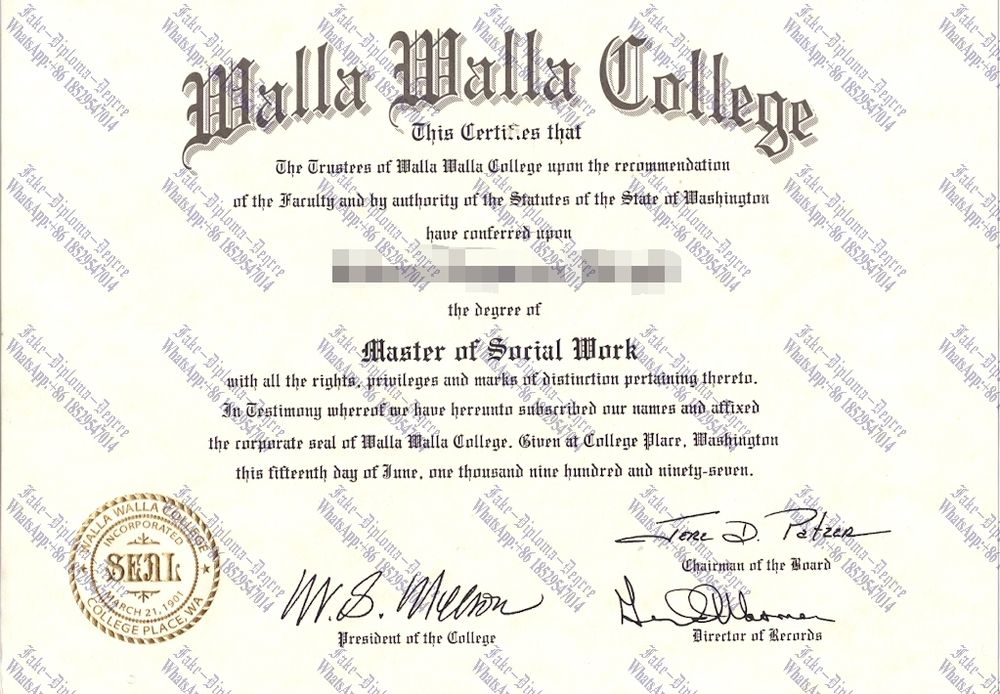 Walla Walla College
This Certifies that
The Trustees of Walla Walla College upon the recommendation
of the Faculty and by authority of the Statutes of the State of Washington
have conferred upon
the degree of
Master of Social Work
with all the rights, privileges and marks of distinction pertaining thereto.
In Testimony whereof we have hereunto subscribed our names and affixed
the corporate seal of Walla Walla College. Given at College Place, Washington
this fifteenth day of June, one thousand nine hundred and ninety-seven.
WALLA WALLA COLLEGE
INCORPORATED
SEAL
MARCH 21, 1901
COLLEGE PLACE, WA
Chairman of the Board
President of the College
Director of Records
Fake-Diploma-Degree
WhatsApp:+86 18529547014